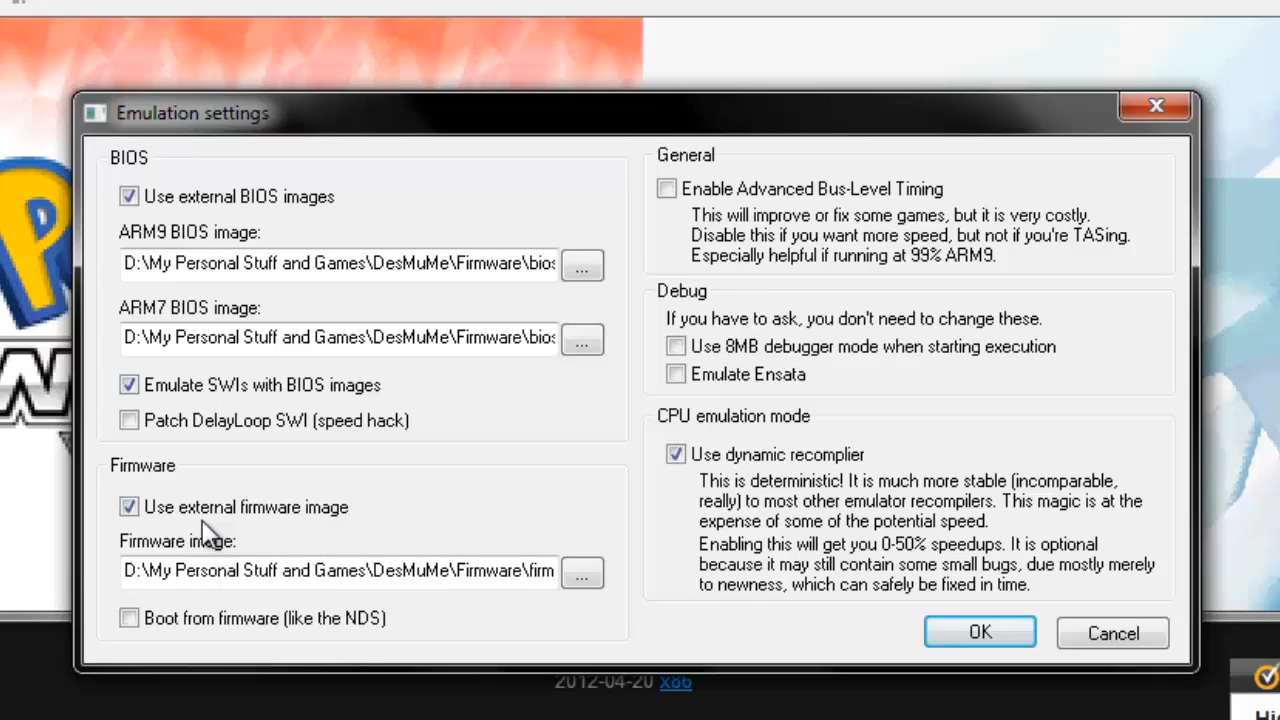 Emulation settings
BIOS
Use external BIOS images
ARM9 BIOS image:
D:\My Personal Stuff and Games\DesMuMe\Firmware\bios
...
ARM7 BIOS image:
D:\My Personal Stuff and Games\DesMuMe\Firmware\bios
...
Emulate SWIs with BIOS images
Patch DelayLoop SWI (speed hack)
Firmware
Use external firmware image
Firmware image:
D:\My Personal Stuff and Games\DesMuMe\Firmware\firm
...
Boot from firmware (like the NDS)
General
Enable Advanced Bus-Level Timing
This will improve or fix some games, but it is very costly.
Disable this if you want more speed, but not if you're TASing.
Especially helpful if running at 99% ARM9.
Debug
If you have to ask, you don't need to change these.
Use 8MB debugger mode when starting execution
Emulate Ensata
CPU emulation mode
Use dynamic recomplier
This is deterministic! It is much more stable (incomparable,
really) to most other emulator recompilers. This magic is at the
expense of some of the potential speed.
Enabling this will get you 0-50% speedups. It is optional
because it may still contain some small bugs, due mostly merely
to newness, which can safely be fixed in time.
OK
Cancel
2012-04-20 x86